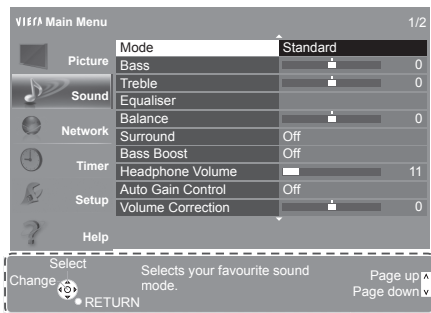 VIErA Main Menu 1/2
Picture
Sound
Network
Timer
Setup
Help
Mode Standard
Bass 0
Treble 0
Equaliser
Balance 0
Surround Off
Bass Boost Off
Headphone Volume 11
Auto Gain Control Off
Volume Correction 0
Select
Change
RETURN
Selects your favourite sound
mode.
Page up
Page down